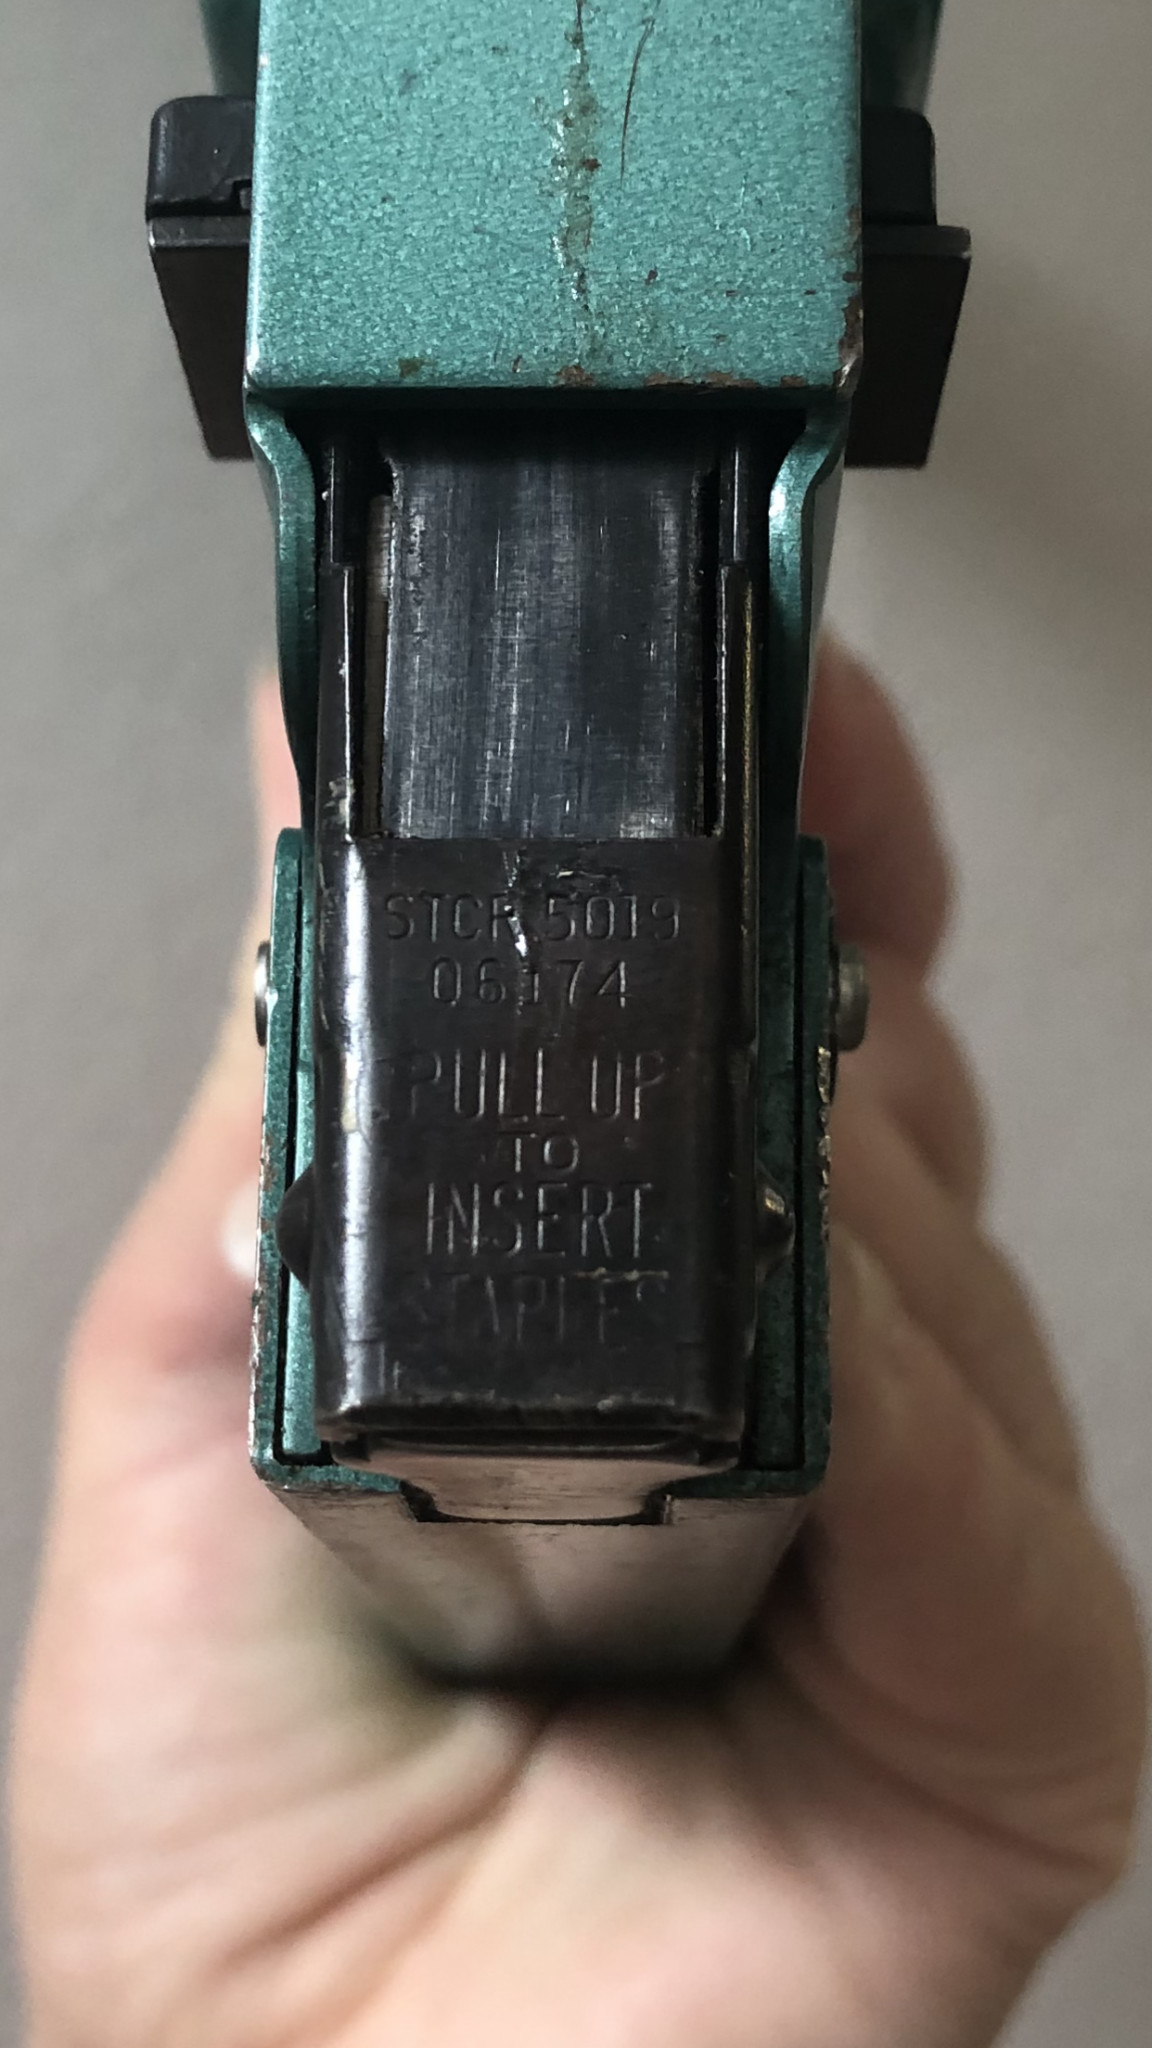 STCR 5019
06174
PULL UP
TO
INSERT
STAPLES